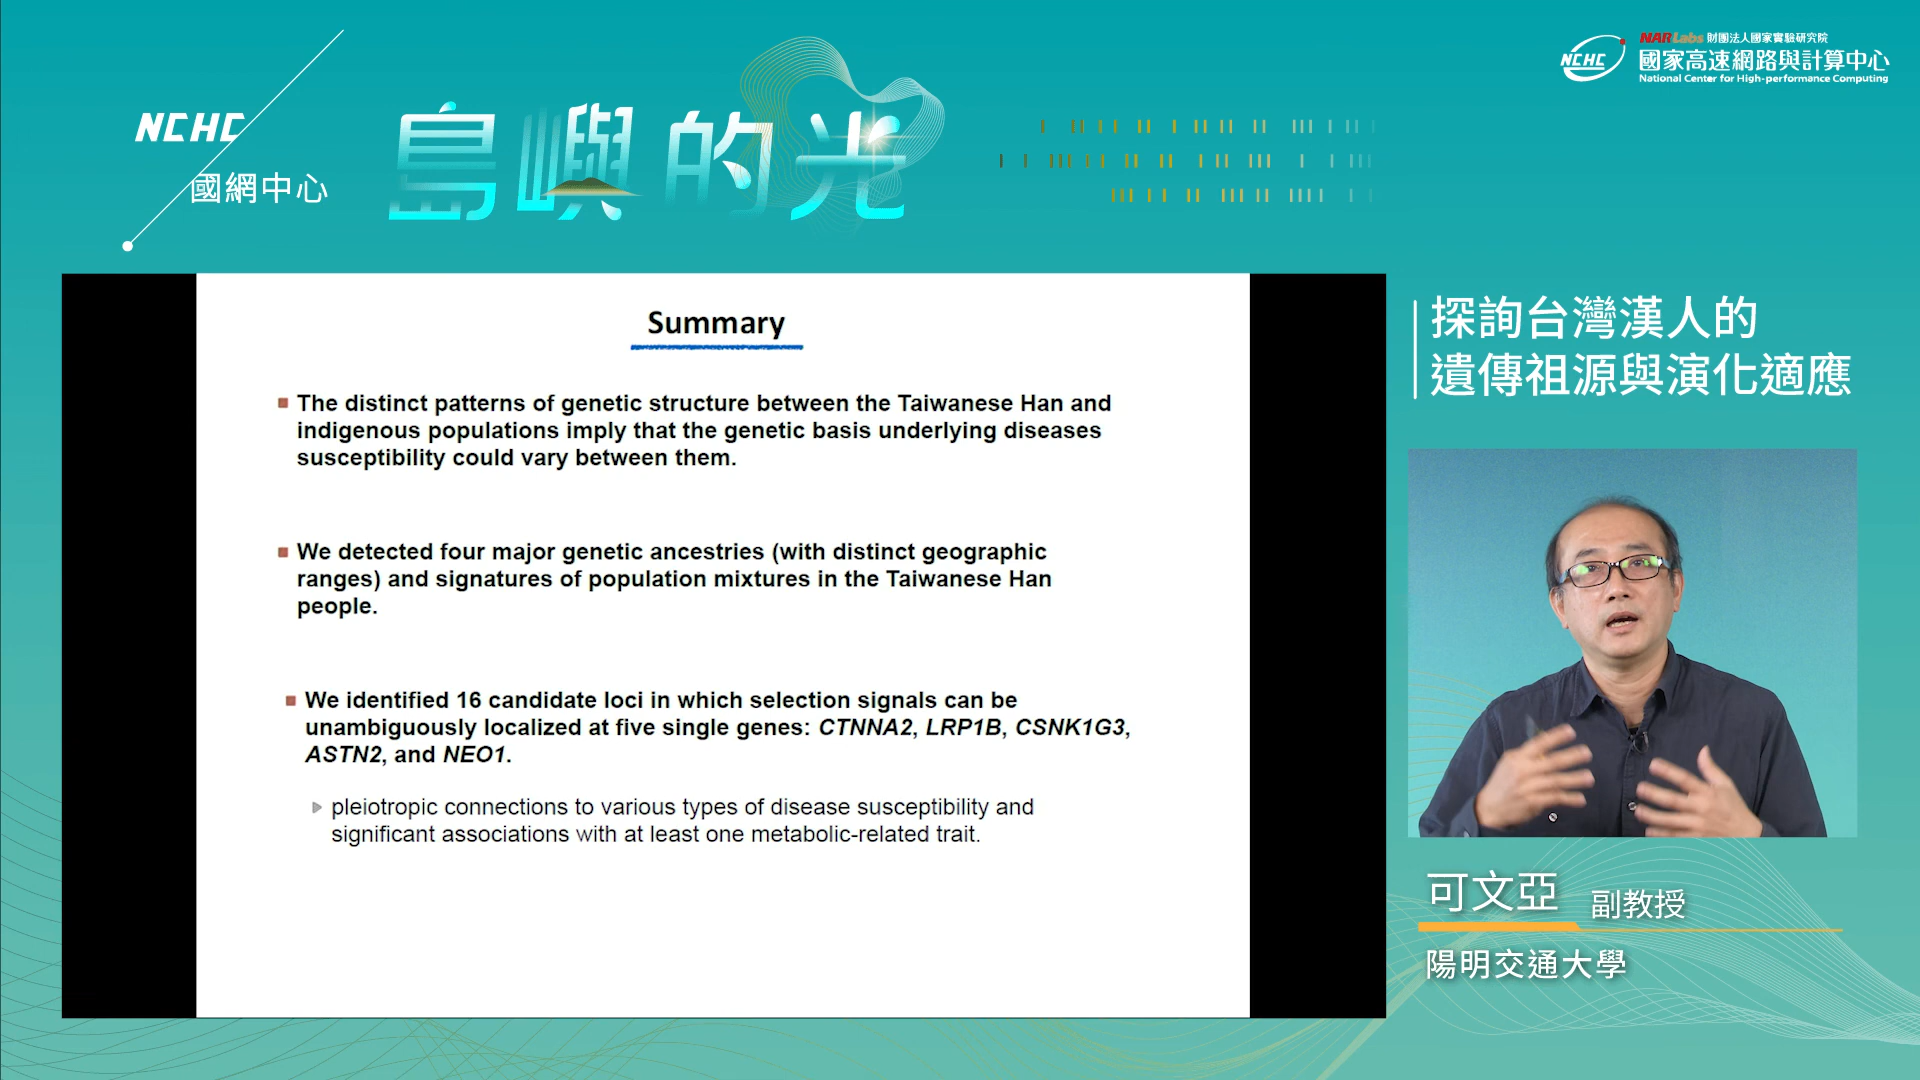 NCHC
國網中心
島嶼的光
NARLabs 財團法人國家實驗研究院
NCHC
國家高速網路與計算中心
National Center for High-performance Computing
Summary
The distinct patterns of genetic structure between the Taiwanese Han and
indigenous populations imply that the genetic basis underlying diseases
susceptibility could vary between them.
We detected four major genetic ancestries (with distinct geographic
ranges) and signatures of population mixtures in the Taiwanese Han
people.
We identified 16 candidate loci in which selection signals can be
unambiguously localized at five single genes: CTNNA2, LRP1B, CSNK1G3,
ASTN2, and NEO1.
pleiotropic connections to various types of disease susceptibility and
significant associations with at least one metabolic-related trait.
探詢台灣漢人的
遺傳祖源與演化適應
可文亞 副教授
陽明交通大學